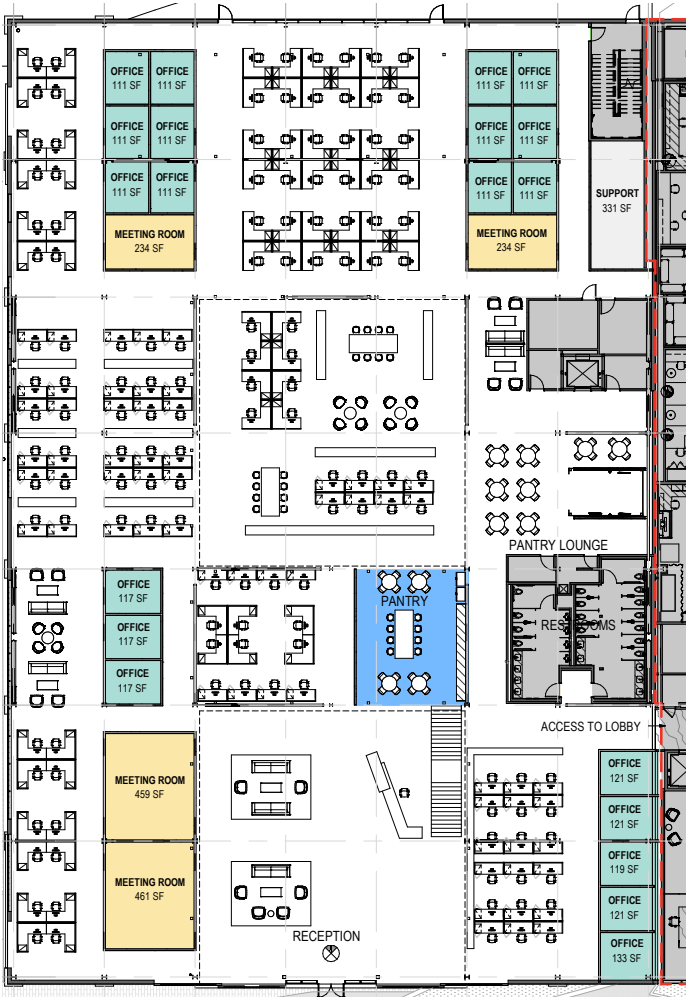 OFFICE
111 SF
OFFICE
111 SF
OFFICE
111 SF
OFFICE
111 SF
OFFICE
111 SF
OFFICE
111 SF
OFFICE
111 SF
OFFICE
111 SF
OFFICE
111 SF
OFFICE
111 SF
OFFICE
111 SF
OFFICE
111 SF
SUPPORT
331 SF
MEETING ROOM
234 SF
MEETING ROOM
234 SF
PANTRY LOUNGE
OFFICE
117 SF
OFFICE
117 SF
OFFICE
117 SF
PANTRY
RESTROOMS
ACCESS TO LOBBY
MEETING ROOM
459 SF
MEETING ROOM
461 SF
OFFICE
121 SF
OFFICE
121 SF
OFFICE
119 SF
OFFICE
121 SF
OFFICE
133 SF
RECEPTION